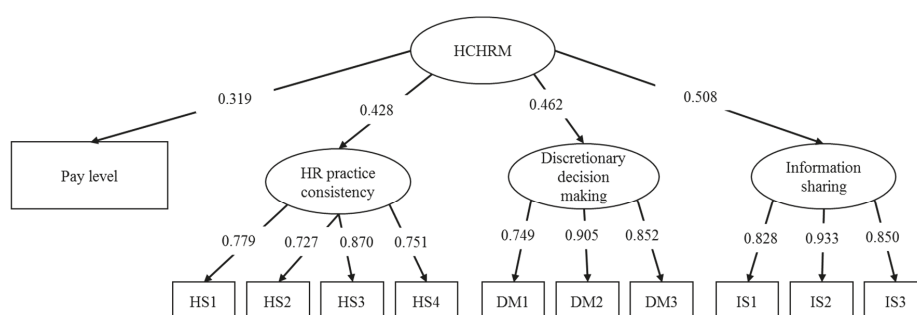 HCHRM
0.319
0.428
0.462
0.508
Pay level
HR practice
consistency
Discretionary
decision
making
Information
sharing
0.779
0.727
0.870
0.751
0.749
0.905
0.852
0.828
0.933
0.850
HS1
HS2
HS3
HS4
DM1
DM2
DM3
IS1
IS2
IS3